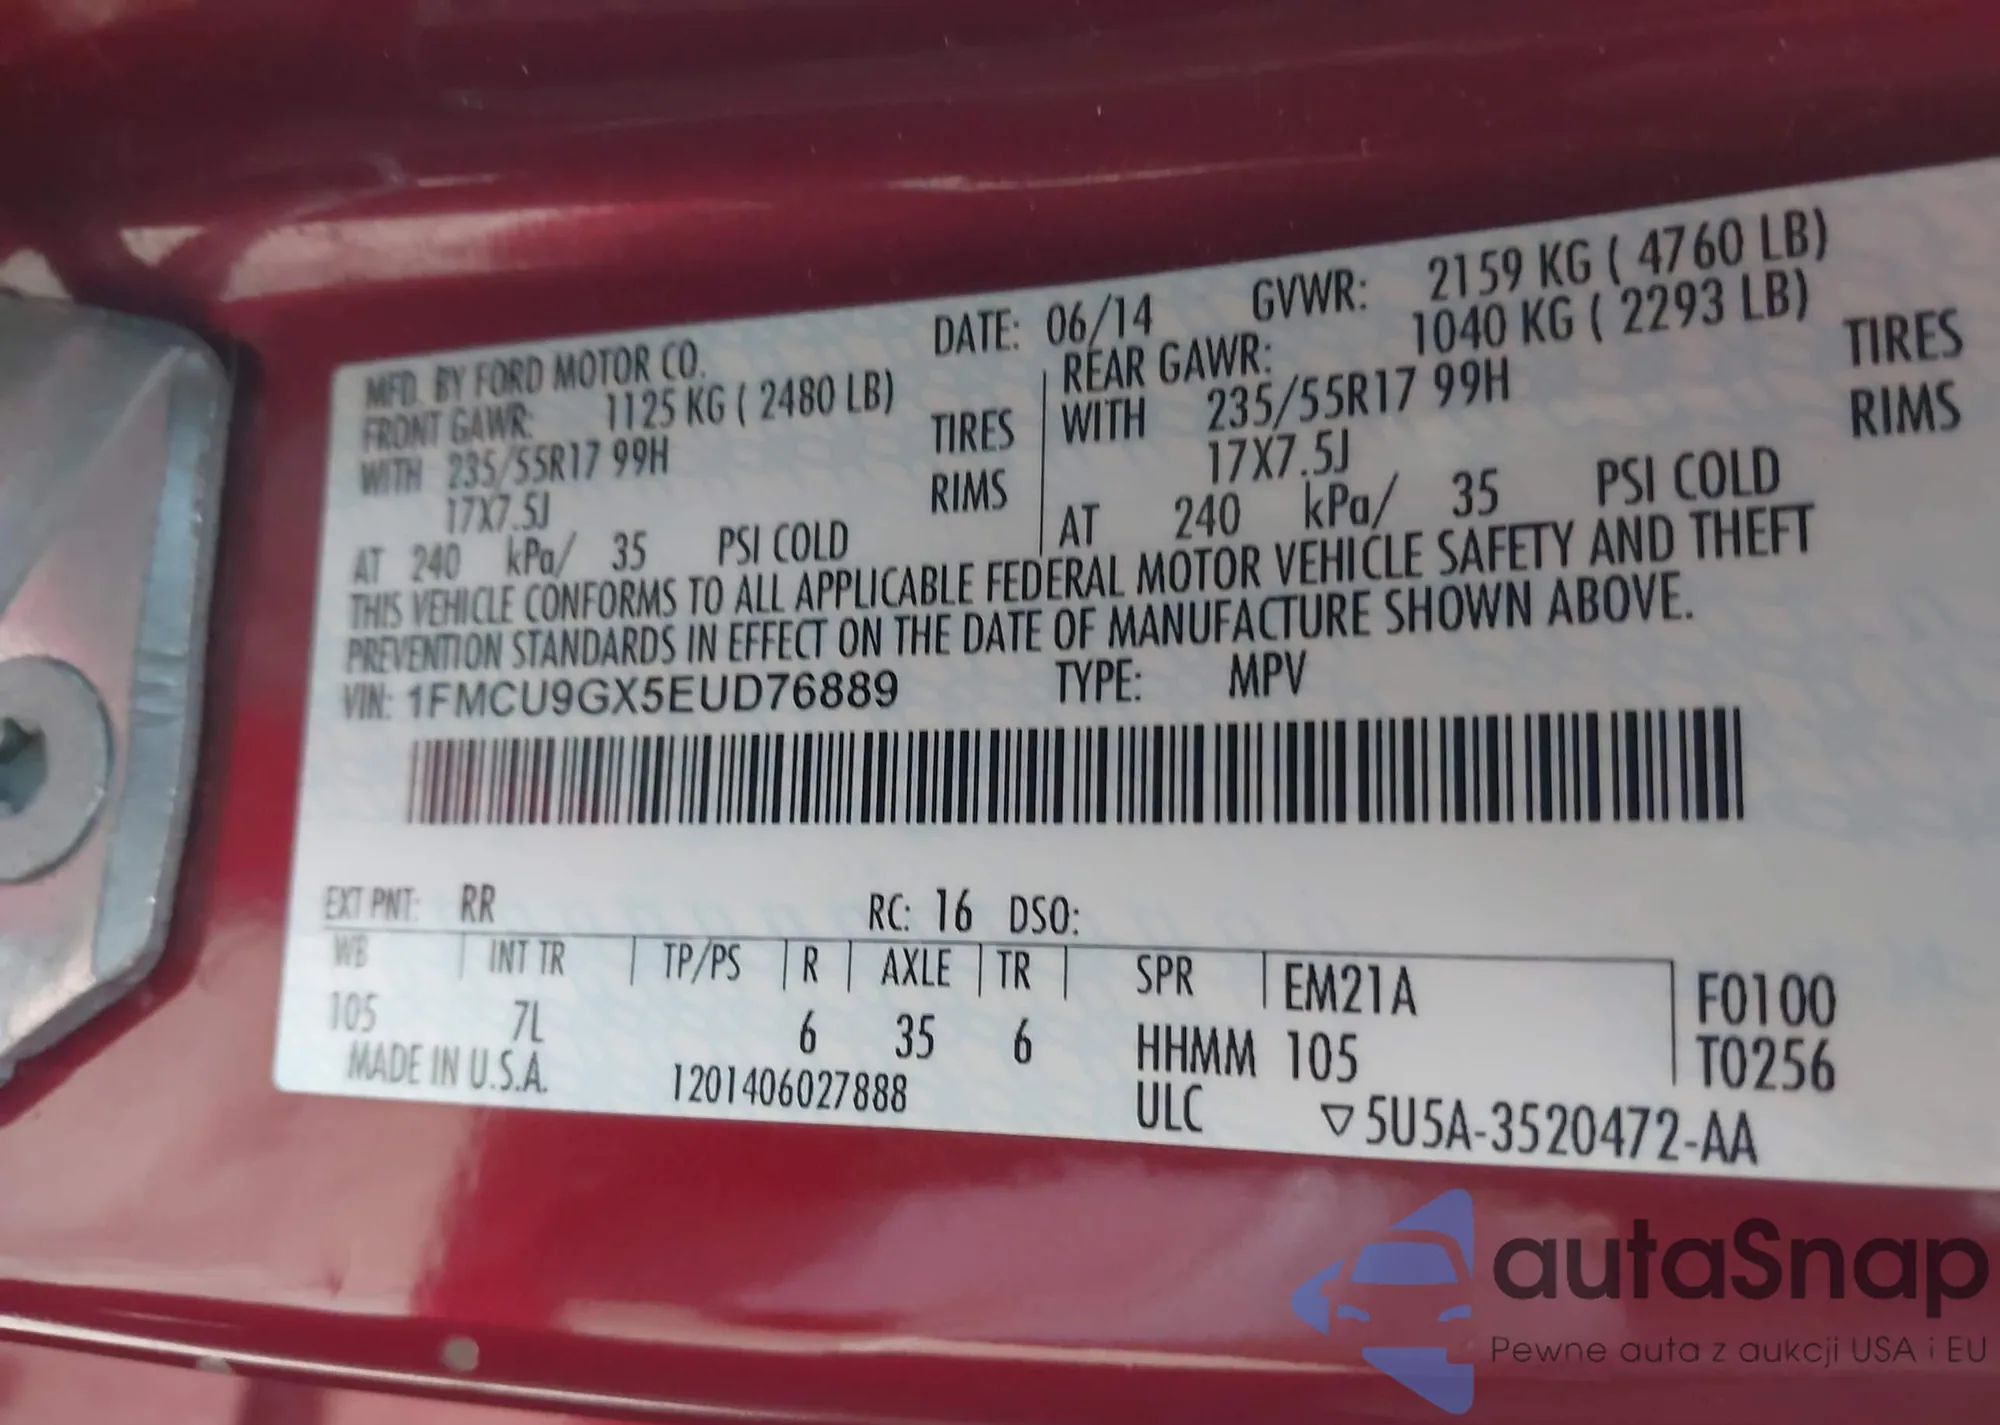 MFD. BY FORD MOTOR CO. DATE: 06/14 GVWR: 2159 KG ( 4760 LB)
FRONT GAWR: 1125 KG ( 2480 LB) REAR GAWR: 1040 KG ( 2293 LB)
WITH 235/55R17 99H TIRES WITH 235/55R17 99H TIRES
17X7.5J RIMS 17X7.5J RIMS
AT 240 kPa/ 35 PSI COLD AT 240 kPa/ 35 PSI COLD
THIS VEHICLE CONFORMS TO ALL APPLICABLE FEDERAL MOTOR VEHICLE SAFETY AND THEFT
PREVENTION STANDARDS IN EFFECT ON THE DATE OF MANUFACTURE SHOWN ABOVE.
VIN: 1FMCU9GX5EUD76889 TYPE: MPV
EXT PNT: RR RC: 16 DSO:
WB INT TR TP/PS R AXLE TR SPR EM21A F0100
105 7L 6 35 6 HHMM 105 T0256
MADE IN U.S.A. 1201406027888 ULC ▽5U5A-3520472-AA
autaSnap
Pewne auta z aukcji USA i EU